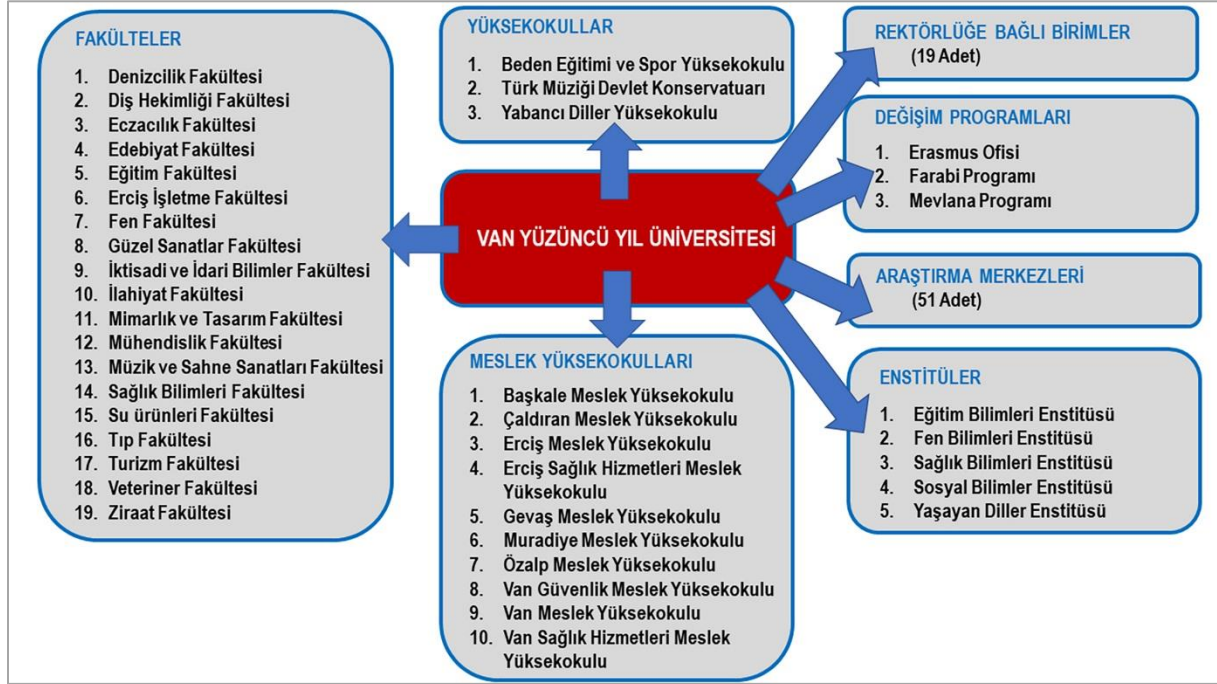 FAKÜLTELER
1. Denizcilik Fakültesi
2. Diş Hekimliği Fakültesi
3. Eczacılık Fakültesi
4. Edebiyat Fakültesi
5. Eğitim Fakültesi
6. Erciş İşletme Fakültesi
7. Fen Fakültesi
8. Güzel Sanatlar Fakültesi
9. İktisadi ve İdari Bilimler Fakültesi
10. İlahiyat Fakültesi
11. Mimarlık ve Tasarım Fakültesi
12. Mühendislik Fakültesi
13. Müzik ve Sahne Sanatları Fakültesi
14. Sağlık Bilimleri Fakültesi
15. Su ürünleri Fakültesi
16. Tıp Fakültesi
17. Turizm Fakültesi
18. Veteriner Fakültesi
19. Ziraat Fakültesi
YÜKSEKOKULLAR
1. Beden Eğitimi ve Spor Yüksekokulu
2. Türk Müziği Devlet Konservatuarı
3. Yabancı Diller Yüksekokulu
VAN YÜZÜNCÜ YIL ÜNİVERSİTESİ
MESLEK YÜKSEKOKULLARI
1. Başkale Meslek Yüksekokulu
2. Çaldıran Meslek Yüksekokulu
3. Erciş Meslek Yüksekokulu
4. Erciş Sağlık Hizmetleri Meslek
Yüksekokulu
5. Gevaş Meslek Yüksekokulu
6. Muradiye Meslek Yüksekokulu
7. Özalp Meslek Yüksekokulu
8. Van Güvenlik Meslek Yüksekokulu
9. Van Meslek Yüksekokulu
10. Van Sağlık Hizmetleri Meslek
Yüksekokulu
REKTÖRLÜĞE BAĞLI BİRİMLER
(19 Adet)
DEĞİŞİM PROGRAMLARI
1. Erasmus Ofisi
2. Farabi Programı
3. Mevlana Programı
ARAŞTIRMA MERKEZLERİ
(51 Adet)
ENSTİTÜLER
1. Eğitim Bilimleri Enstitüsü
2. Fen Bilimleri Enstitüsü
3. Sağlık Bilimleri Enstitüsü
4. Sosyal Bilimler Enstitüsü
5. Yaşayan Diller Enstitüsü